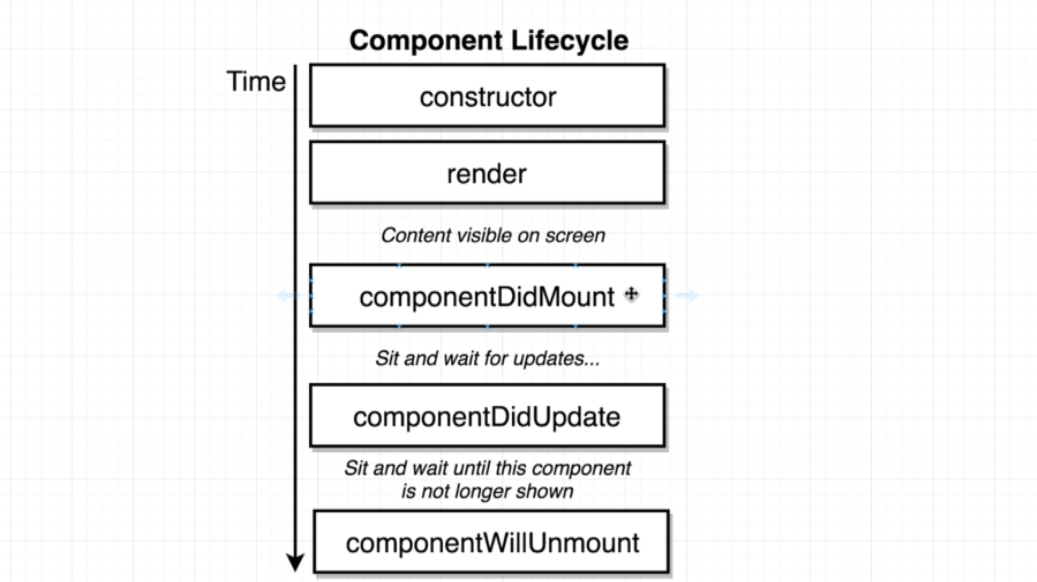 Component Lifecycle
Time
constructor
render
Content visible on screen
componentDidMount
Sit and wait for updates...
componentDidUpdate
Sit and wait until this component
is not longer shown
componentWillUnmount